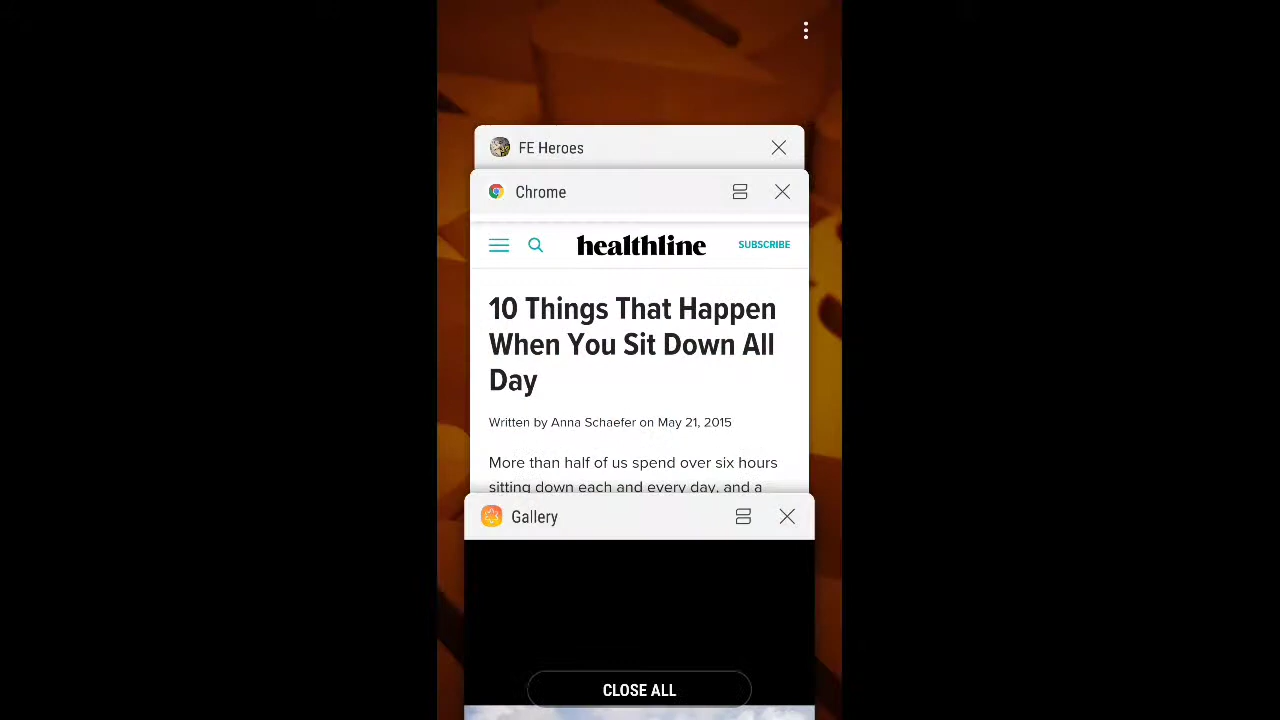 FE Heroes
Chrome
healthline
SUBSCRIBE
10 Things That Happen
When You Sit Down All
Day
Written by Anna Schaefer on May 21, 2015
More than half of us spend over six hours
sitting down each and every day, and a
Gallery
CLOSE ALL